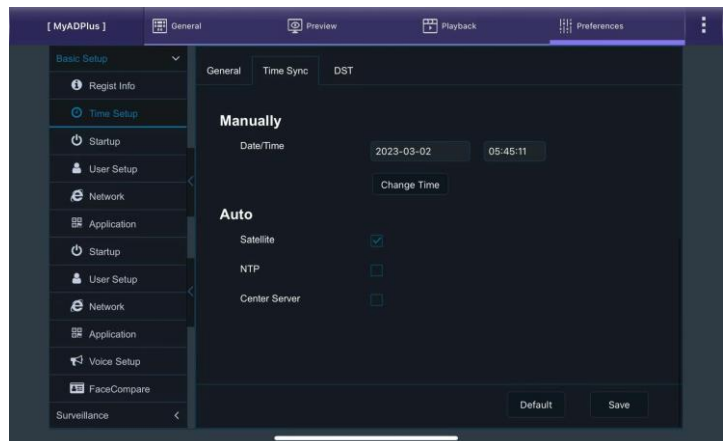 [ MyADPlus ] General Preview Playback Preferences
Basic Setup
Regist Info
Time Setup
Startup
User Setup
Network
Application
Startup
User Setup
Network
Application
Voice Setup
FaceCompare
Surveillance
General Time Sync DST
Manually
Date/Time 2023-03-02 05:45:11
Change Time
Auto
Satellite
NTP
Center Server
Default Save